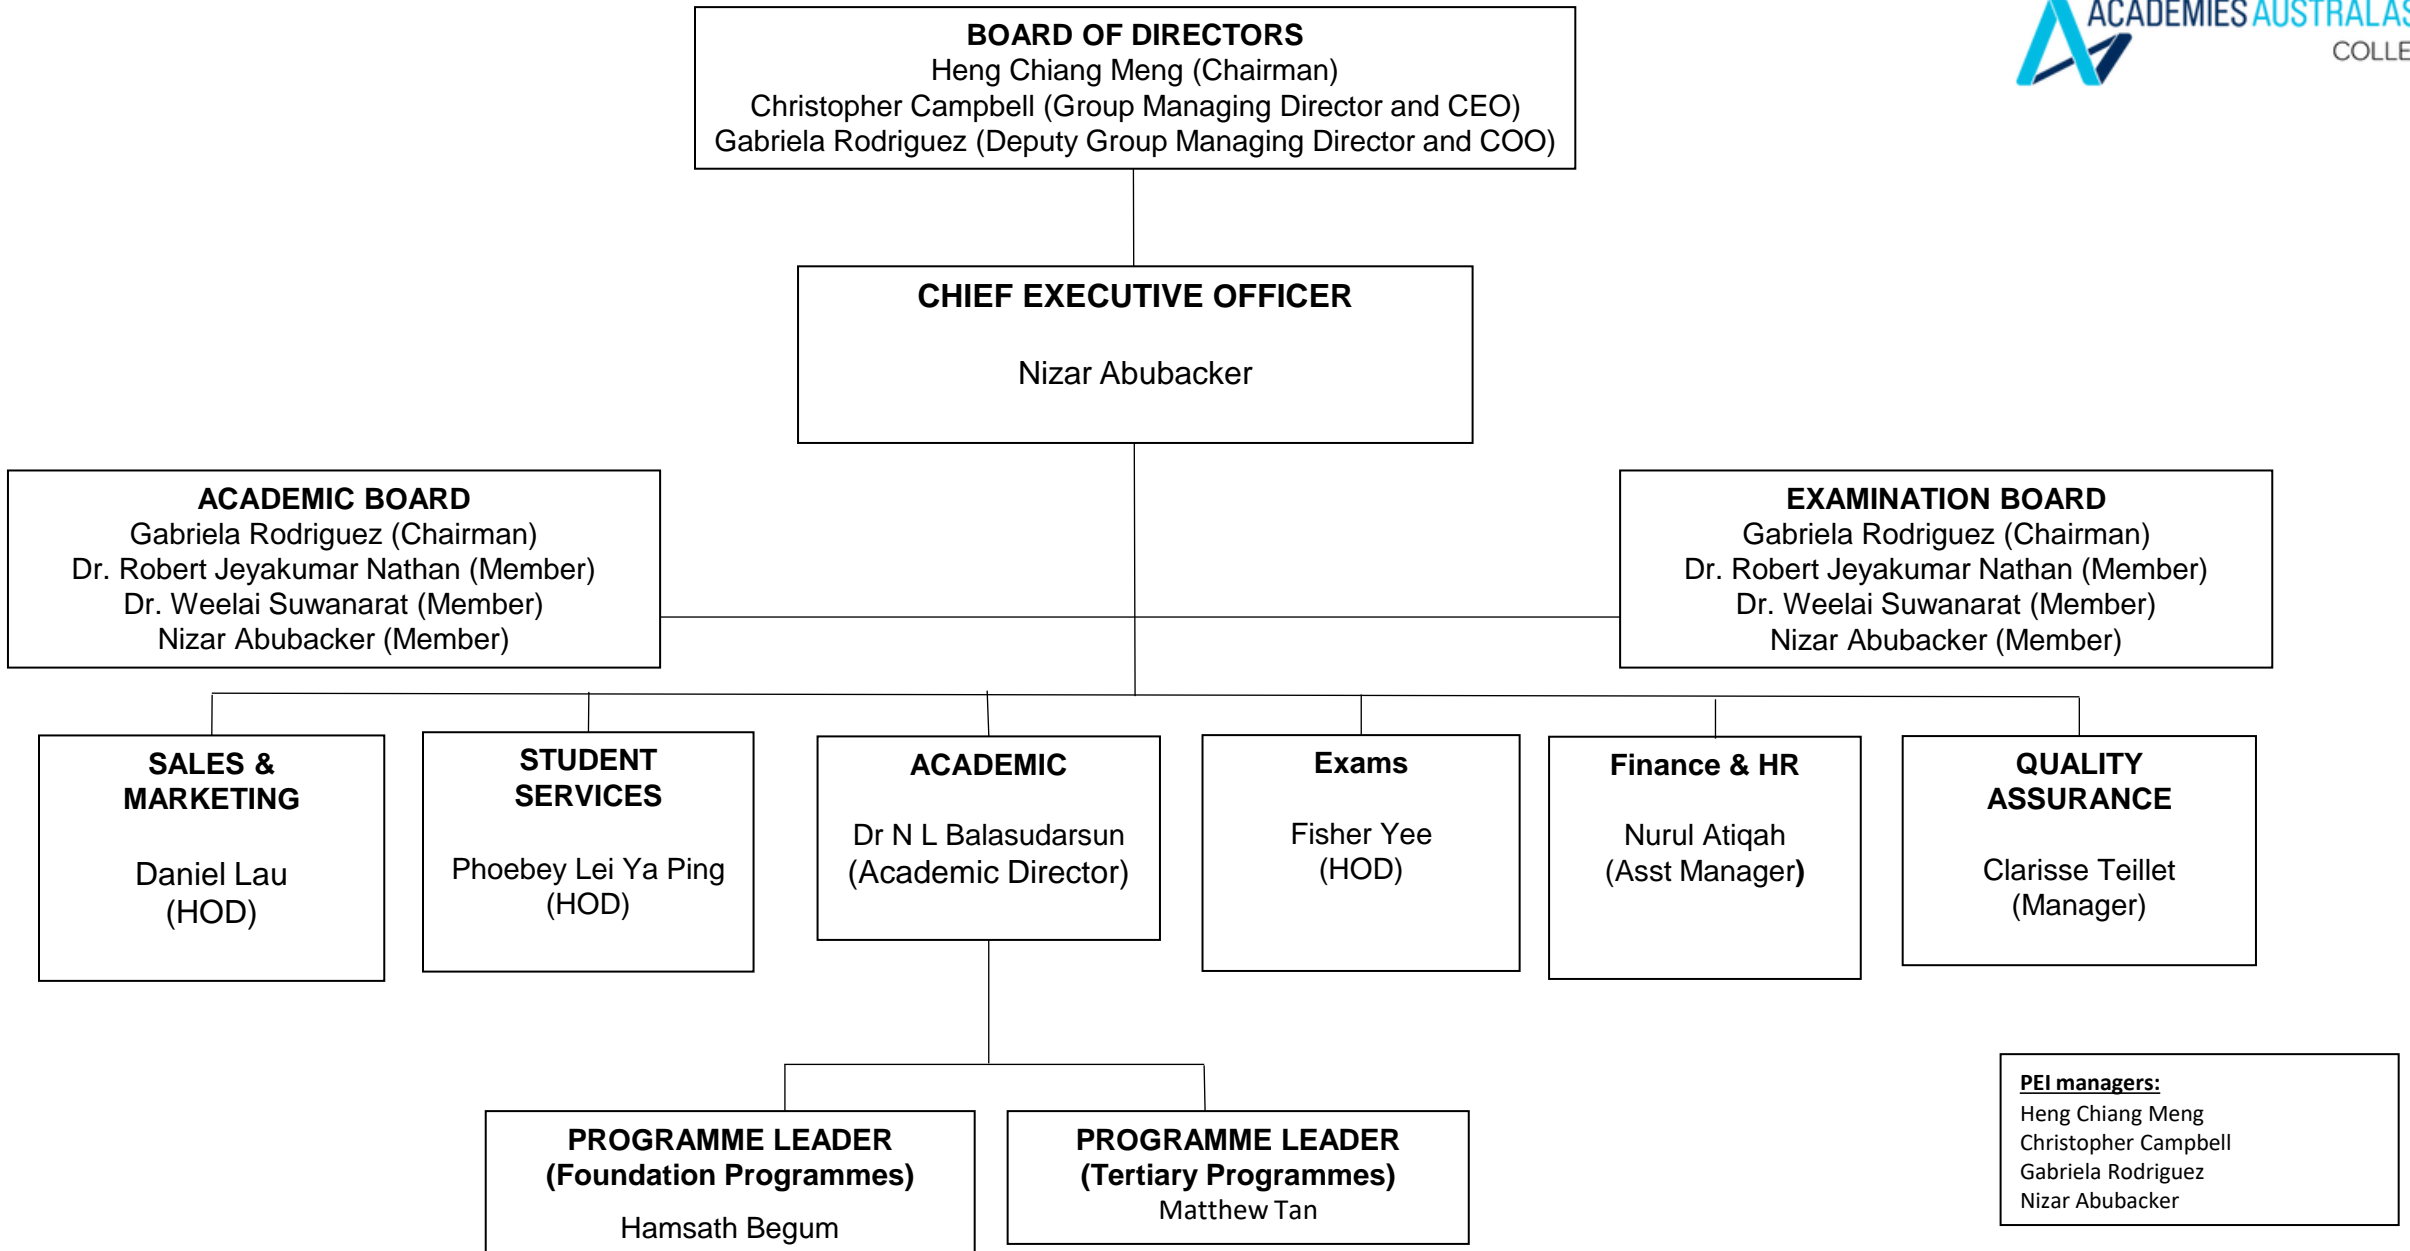 BOARD OF DIRECTORS
Heng Chiang Meng (Chairman)
Christopher Campbell (Group Managing Director and CEO)
Gabriela Rodriguez (Deputy Group Managing Director and COO)
CHIEF EXECUTIVE OFFICER
Nizar Abubacker
ACADEMIC BOARD
Gabriela Rodriguez (Chairman)
Dr. Robert Jeyakumar Nathan (Member)
Dr. Weelai Suwanarat (Member)
Nizar Abubacker (Member)
EXAMINATION BOARD
Gabriela Rodriguez (Chairman)
Dr. Robert Jeyakumar Nathan (Member)
Dr. Weelai Suwanarat (Member)
Nizar Abubacker (Member)
SALES &
MARKETING
Daniel Lau
(HOD)
STUDENT
SERVICES
Phoebey Lei Ya Ping
(HOD)
ACADEMIC
Dr N L Balasudarsun
(Academic Director)
Exams
Fisher Yee
(HOD)
Finance & HR
Nurul Atiqah
(Asst Manager)
QUALITY
ASSURANCE
Clarisse Teillet
(Manager)
PROGRAMME LEADER
(Foundation Programmes)
Hamsath Begum
PROGRAMME LEADER
(Tertiary Programmes)
Matthew Tan
PEI managers:
Heng Chiang Meng
Christopher Campbell
Gabriela Rodriguez
Nizar Abubacker
ACADEMIES